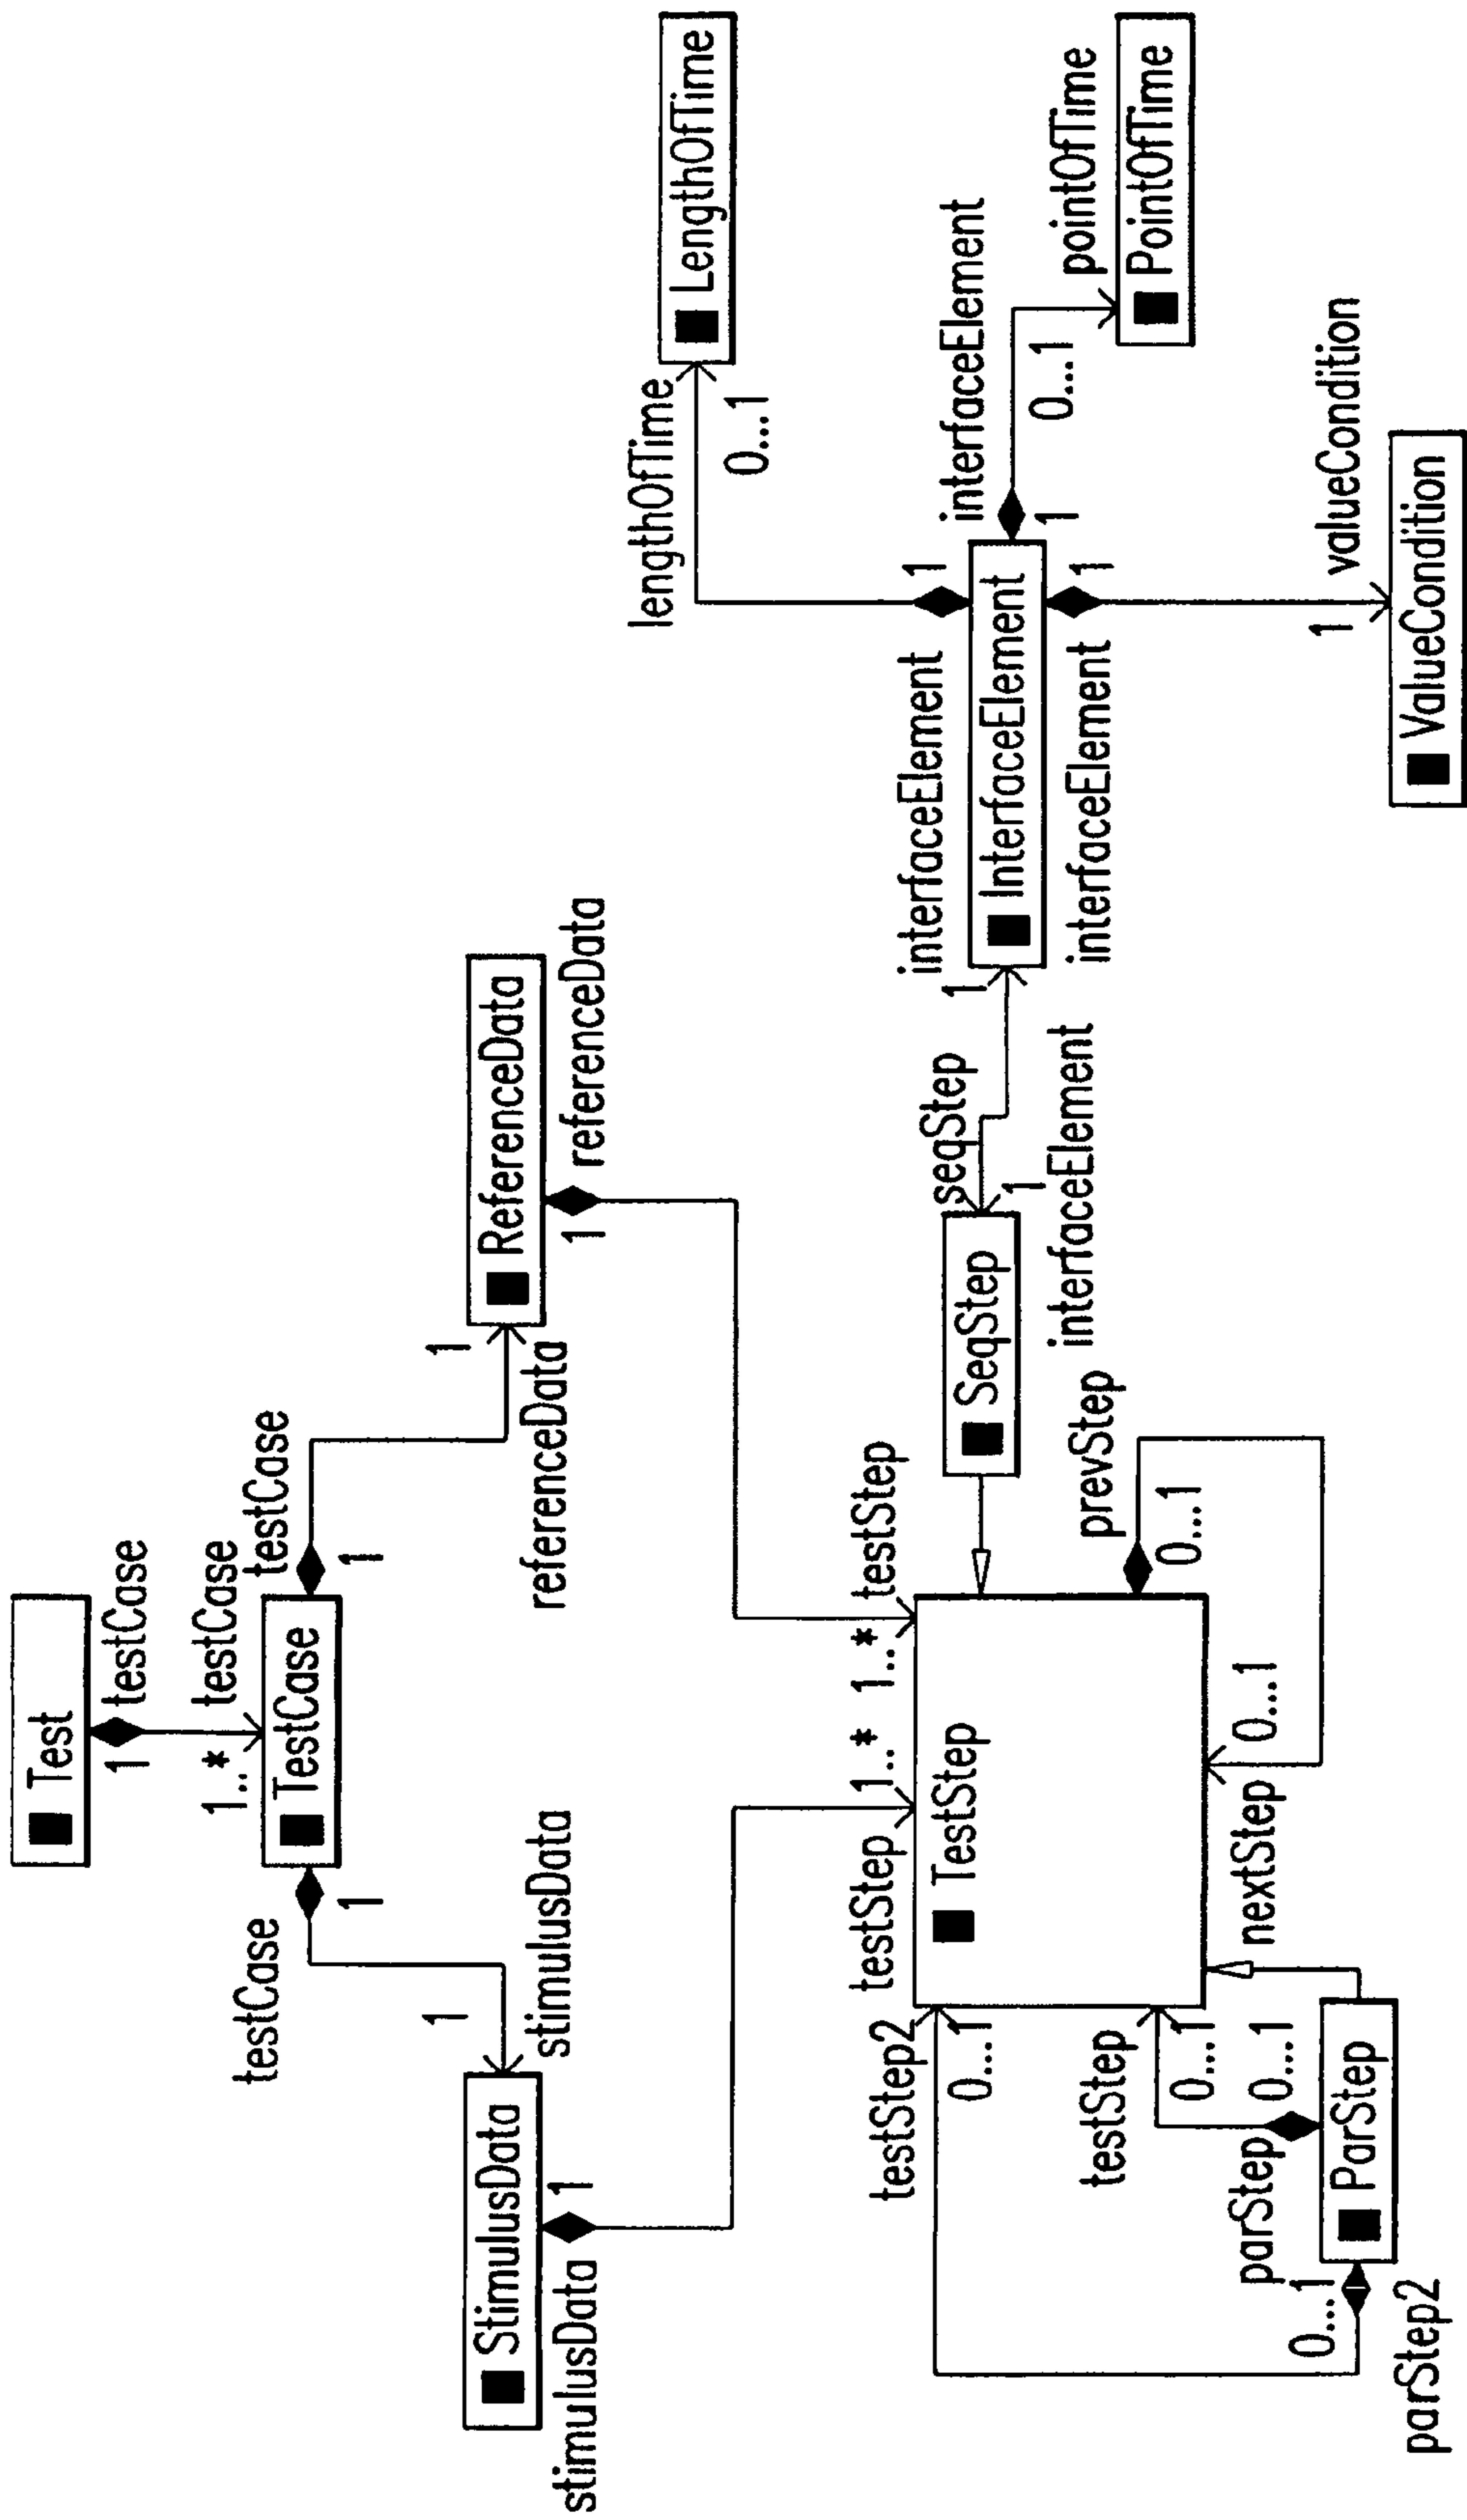 Test
1
testCase
1..*
testCase
TestCase
testCase
1
1
testCase
1
stimulusData
1
referenceData
StimulusData
ReferenceData
stimulusData
1
1
referenceData
testStep
1..*
1..*
testStep
TestStep
testStep2
0...1
testStep
0...1
prevStep
0...1
nextStep
0...1
parStep
0...1
ParStep
0...1
parStep2
SeqStep
seqStep
1
interfaceElement
1
interfaceElement
1
InterfaceElement
interfaceElement
1
interfaceElement
1
lengthOfTime
0...1
LengthOfTime
0...1
pointOfTime
PointOfTime
1
valueCondition
ValueCondition